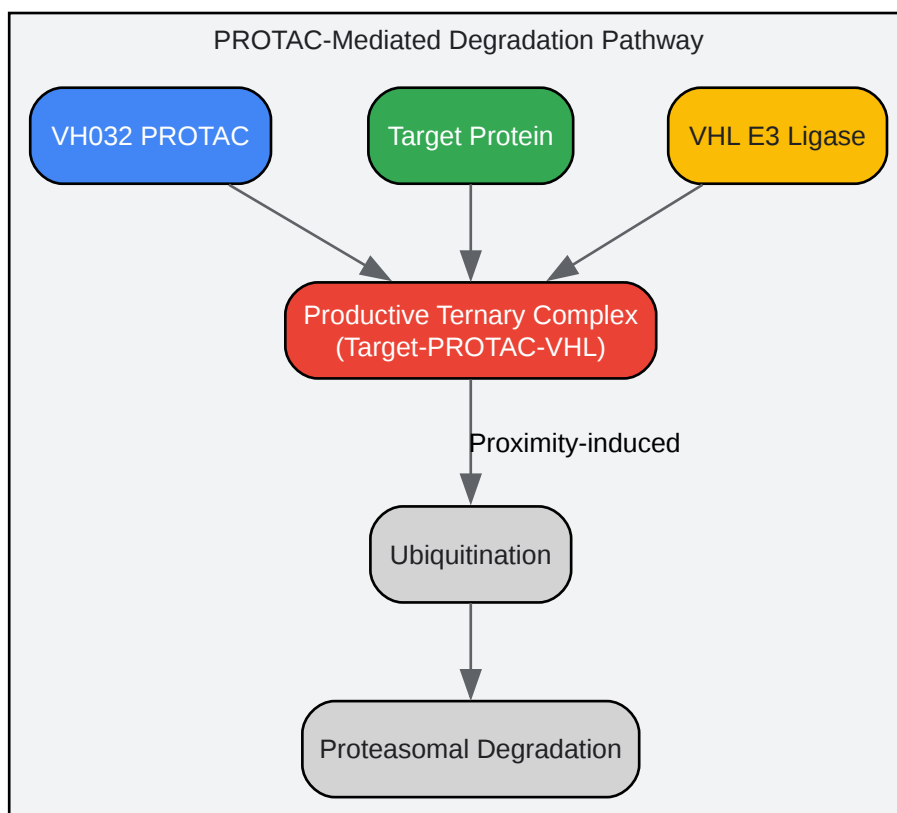 PROTAC-Mediated Degradation Pathway
VH032 PROTAC
Target Protein
VHL E3 Ligase
Productive Ternary Complex
(Target-PROTAC-VHL)
Proximity-induced
Ubiquitination
Proteasomal Degradation